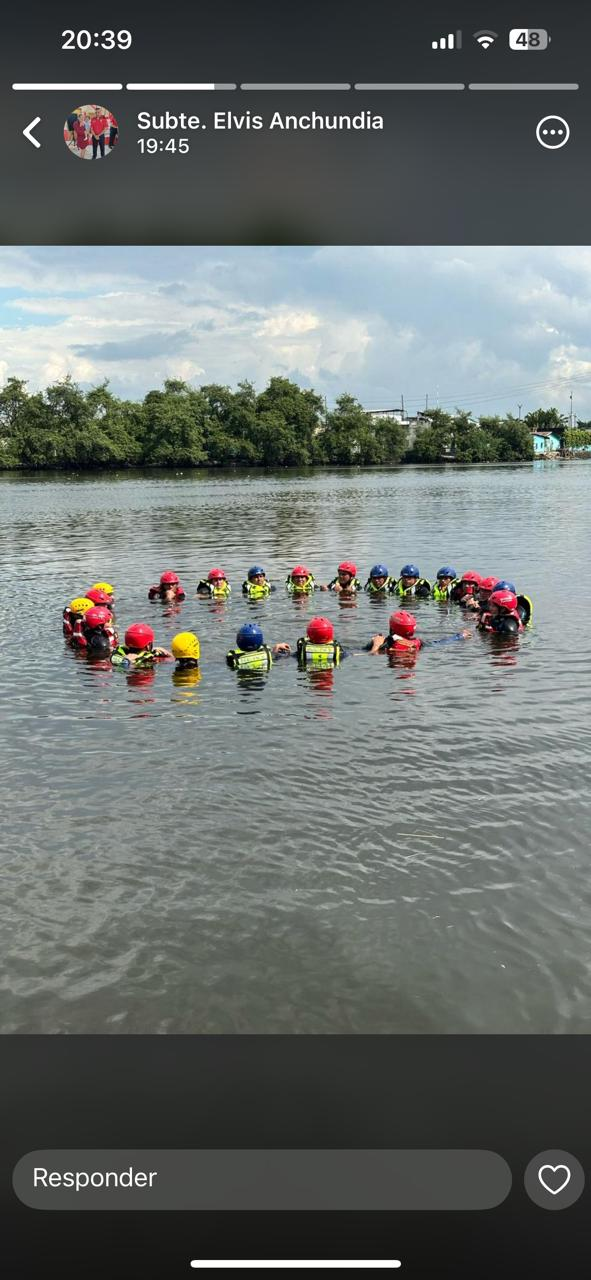 20:39
48
Subte. Elvis Anchundia
19:45
Responder